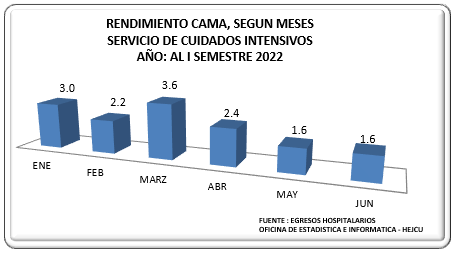 RENDIMIENTO CAMA, SEGUN MESES
SERVICIO DE CUIDADOS INTENSIVOS
AÑO: AL I SEMESTRE 2022
3.0
2.2
3.6
2.4
1.6
1.6
ENE
FEB
MARZ
ABR
MAY
JUN
FUENTE : EGRESOS HOSPITALARIOS
OFICINA DE ESTADISTICA E INFORMATICA - HEJCU